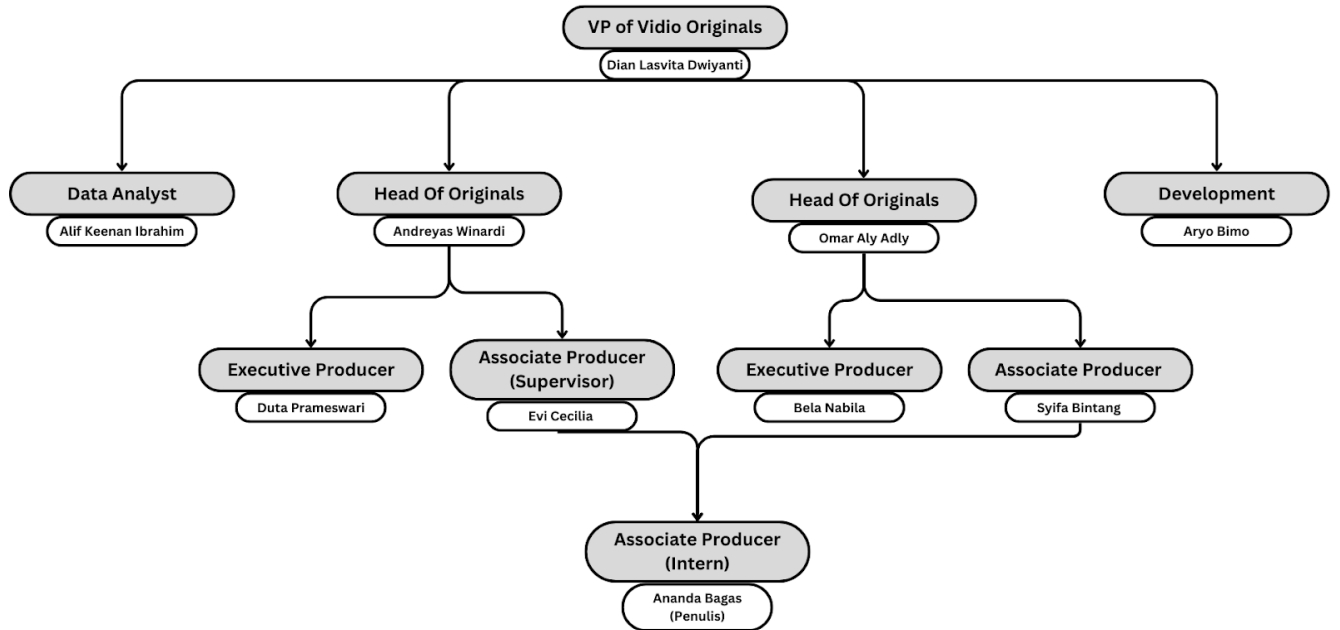 VP of Vidio Originals
Dian Lasvita Dwiyanti
Data Analyst
Alif Keenan Ibrahim
Head Of Originals
Andreyas Winardi
Head Of Originals
Omar Aly Adly
Development
Aryo Bimo
Executive Producer
Duta Prameswari
Associate Producer
(Supervisor)
Evi Cecilia
Executive Producer
Bela Nabila
Associate Producer
Syifa Bintang
Associate Producer
(Intern)
Ananda Bagas
(Penulis)